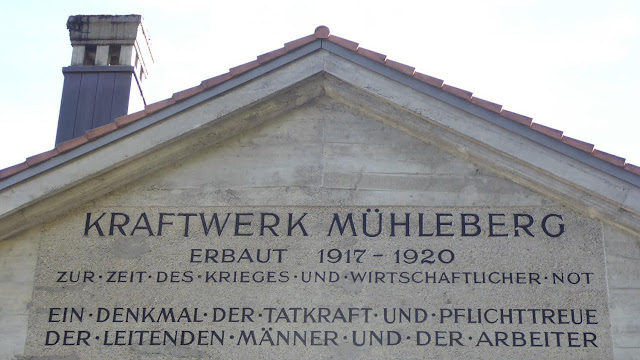 KRAFTWERK MÜHLEBERG
ERBAUT 1917 - 1920
ZUR·ZEIT·DES·KRIEGES·UND·WIRTSCHAFTLICHER·NOT
EIN·DENKMAL·DER·TATKRAFT·UND·PFLICHTTREUE
DER·LEITENDEN·MÄNNER·UND·DER·ARBEITER